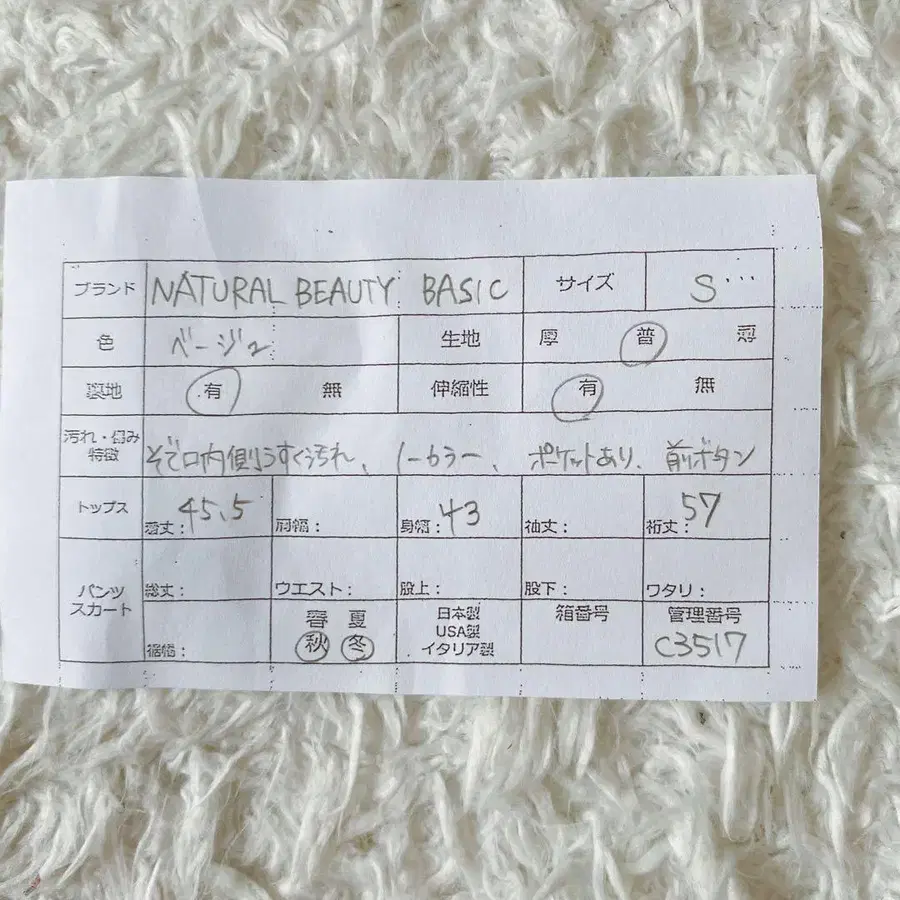 ブランド NATURAL BEAUTY BASIC サイズ S
色 ベージュ 生地 厚 普 薄
裏地 有 無 伸縮性 有 無
汚れ・傷み
特徴 そで口内側うすく汚れ、ノーカラー、ポケットあり、前ボタン
トップス 着丈: 45.5 肩幅: 身幅: 43 袖丈: 裄丈: 57
パンツ
スカート 総丈: ウエスト: 股上: 股下: ワタリ:
裾幅: 春 夏 秋 冬 日本製 USA製 イタリア製 箱番号 管理番号 C3517